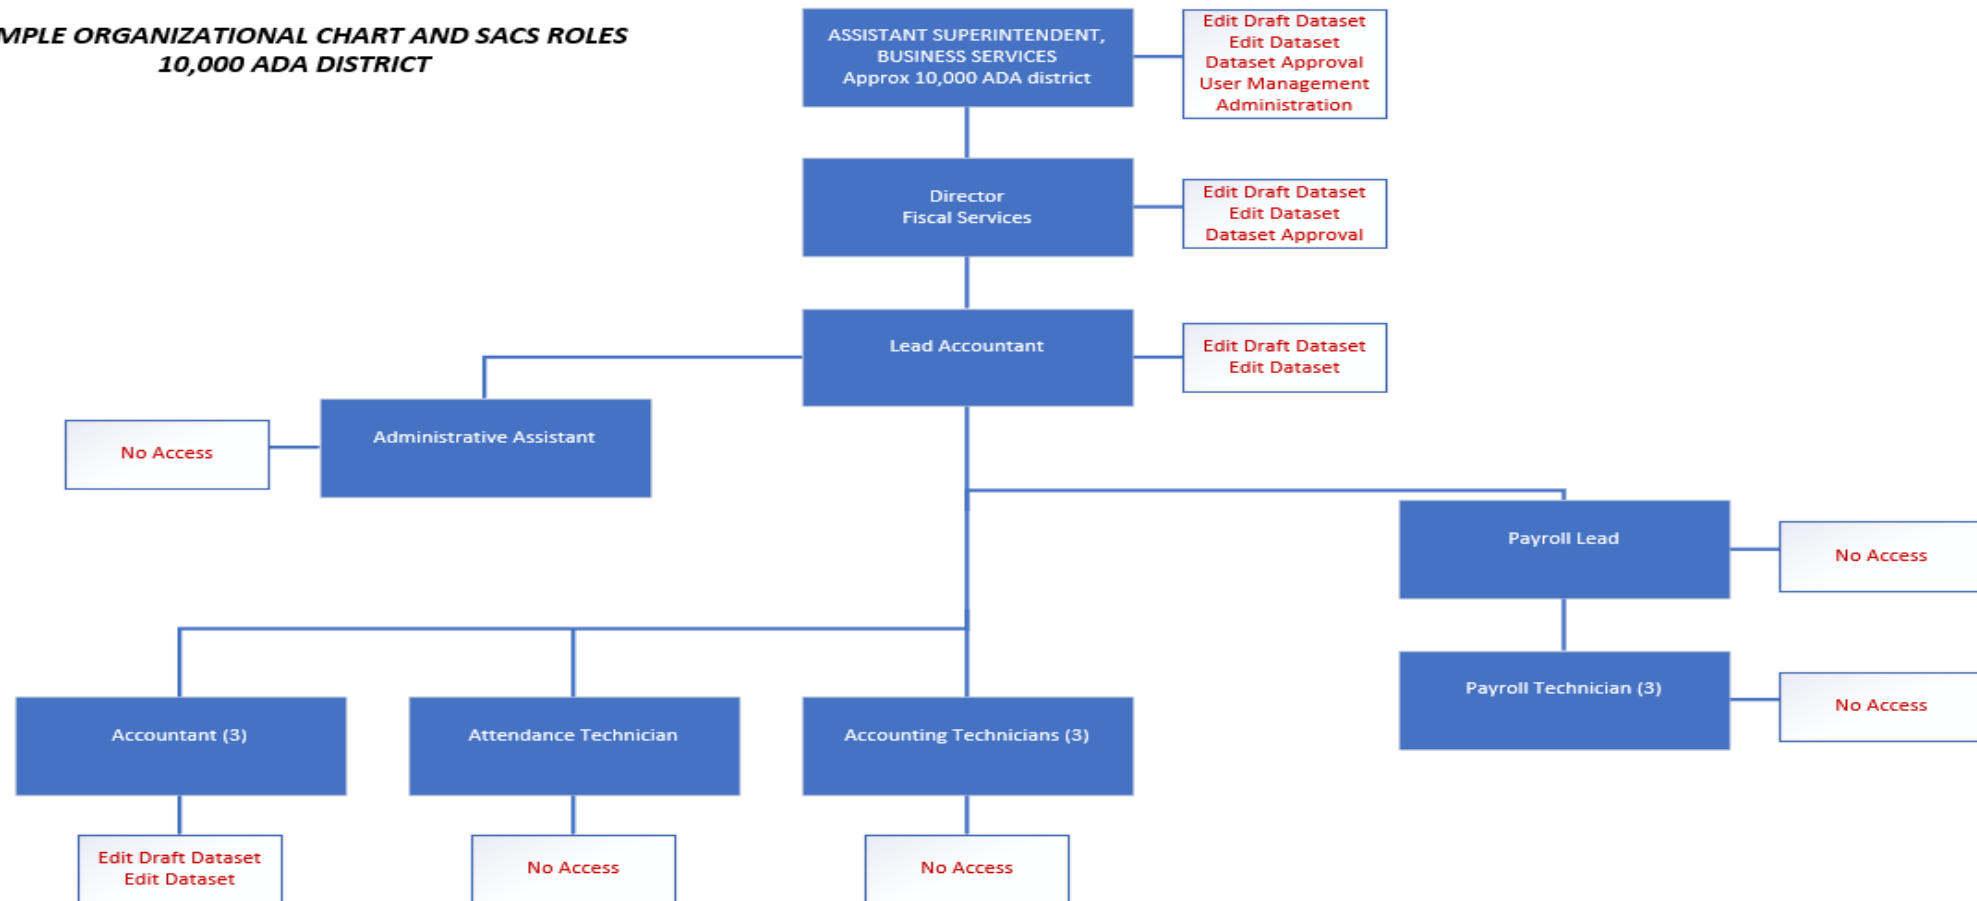 MPLE ORGANIZATIONAL CHART AND SACS ROLES
10,000 ADA DISTRICT
ASSISTANT SUPERINTENDENT,
BUSINESS SERVICES
Approx 10,000 ADA district
Edit Draft Dataset
Edit Dataset
Dataset Approval
User Management
Administration
Director
Fiscal Services
Edit Draft Dataset
Edit Dataset
Dataset Approval
Lead Accountant
Edit Draft Dataset
Edit Dataset
No Access
Administrative Assistant
Payroll Lead
No Access
Payroll Technician (3)
No Access
Accountant (3)
Attendance Technician
Accounting Technicians (3)
Edit Draft Dataset
Edit Dataset
No Access
No Access